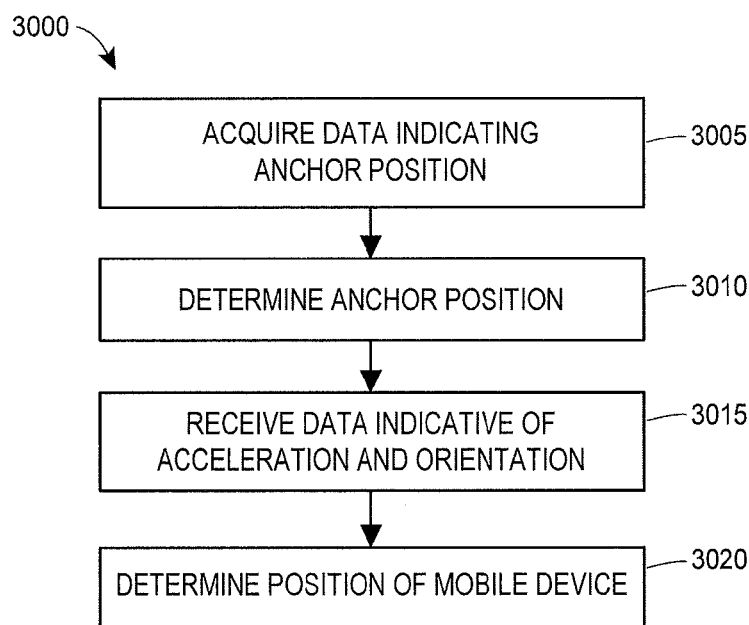 3000
ACQUIRE DATA INDICATING
ANCHOR POSITION
3005
DETERMINE ANCHOR POSITION
3010
RECEIVE DATA INDICATIVE OF
ACCELERATION AND ORIENTATION
3015
DETERMINE POSITION OF MOBILE DEVICE
3020